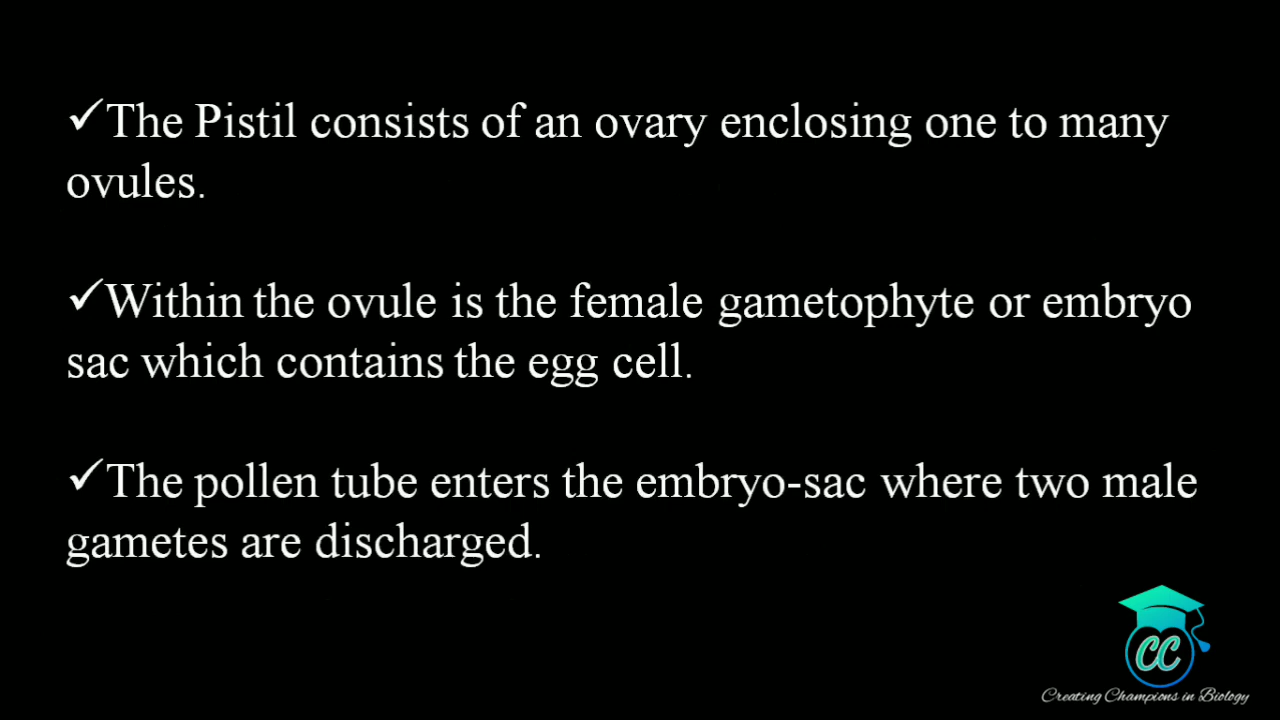 ✓The Pistil consists of an ovary enclosing one to many
ovules.
✓Within the ovule is the female gametophyte or embryo
sac which contains the egg cell.
✓The pollen tube enters the embryo-sac where two male
gametes are discharged.
CC
Creating Champions in Biology